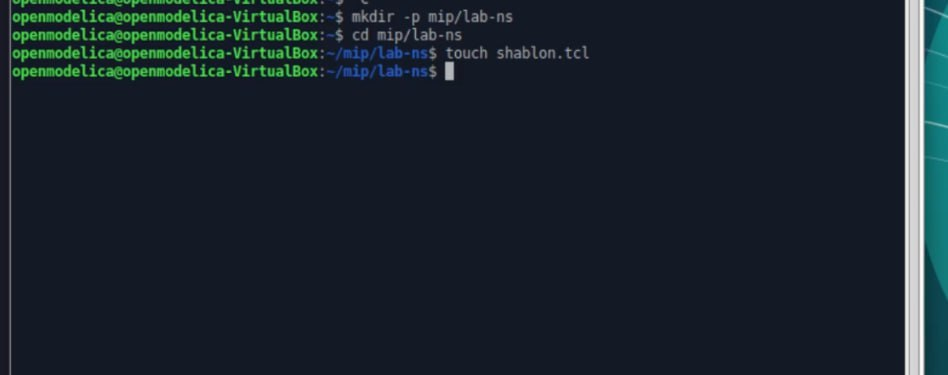 openmodelica@openmodelica-VirtualBox:~$ mkdir -p mip/lab-ns
openmodelica@openmodelica-VirtualBox:~$ cd mip/lab-ns
openmodelica@openmodelica-VirtualBox:~/mip/lab-ns$ touch shablon.tcl
openmodelica@openmodelica-VirtualBox:~/mip/lab-ns$